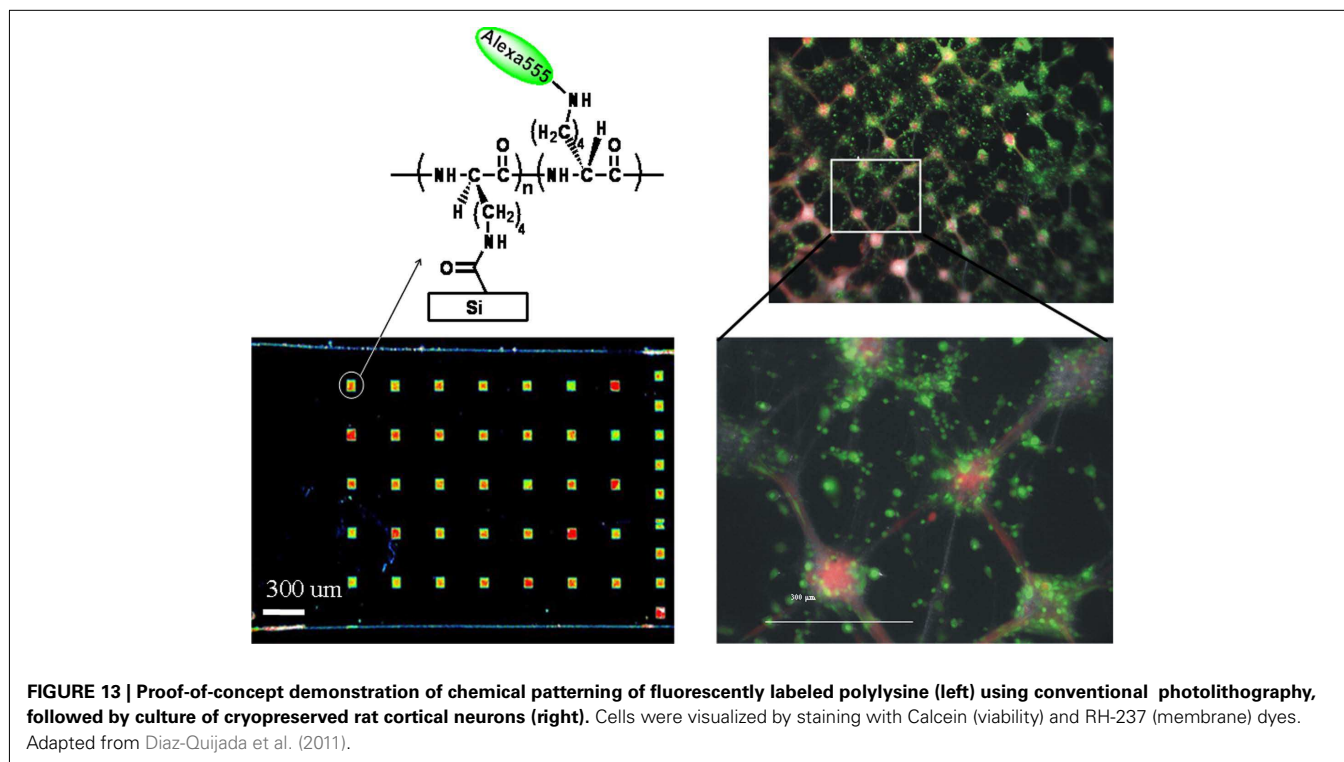 Alexa555
NH
(H₂C)₄ H O
—(NH—C—C)n(NH—C—C)—
O
H (CH₂)₄
NH
O
Si
300 um
300 μm
FIGURE 13 | Proof-of-concept demonstration of chemical patterning of fluorescently labeled polylysine (left) using conventional photolithography,
followed by culture of cryopreserved rat cortical neurons (right). Cells were visualized by staining with Calcein (viability) and RH-237 (membrane) dyes.
Adapted from Diaz-Quijada et al. (2011).